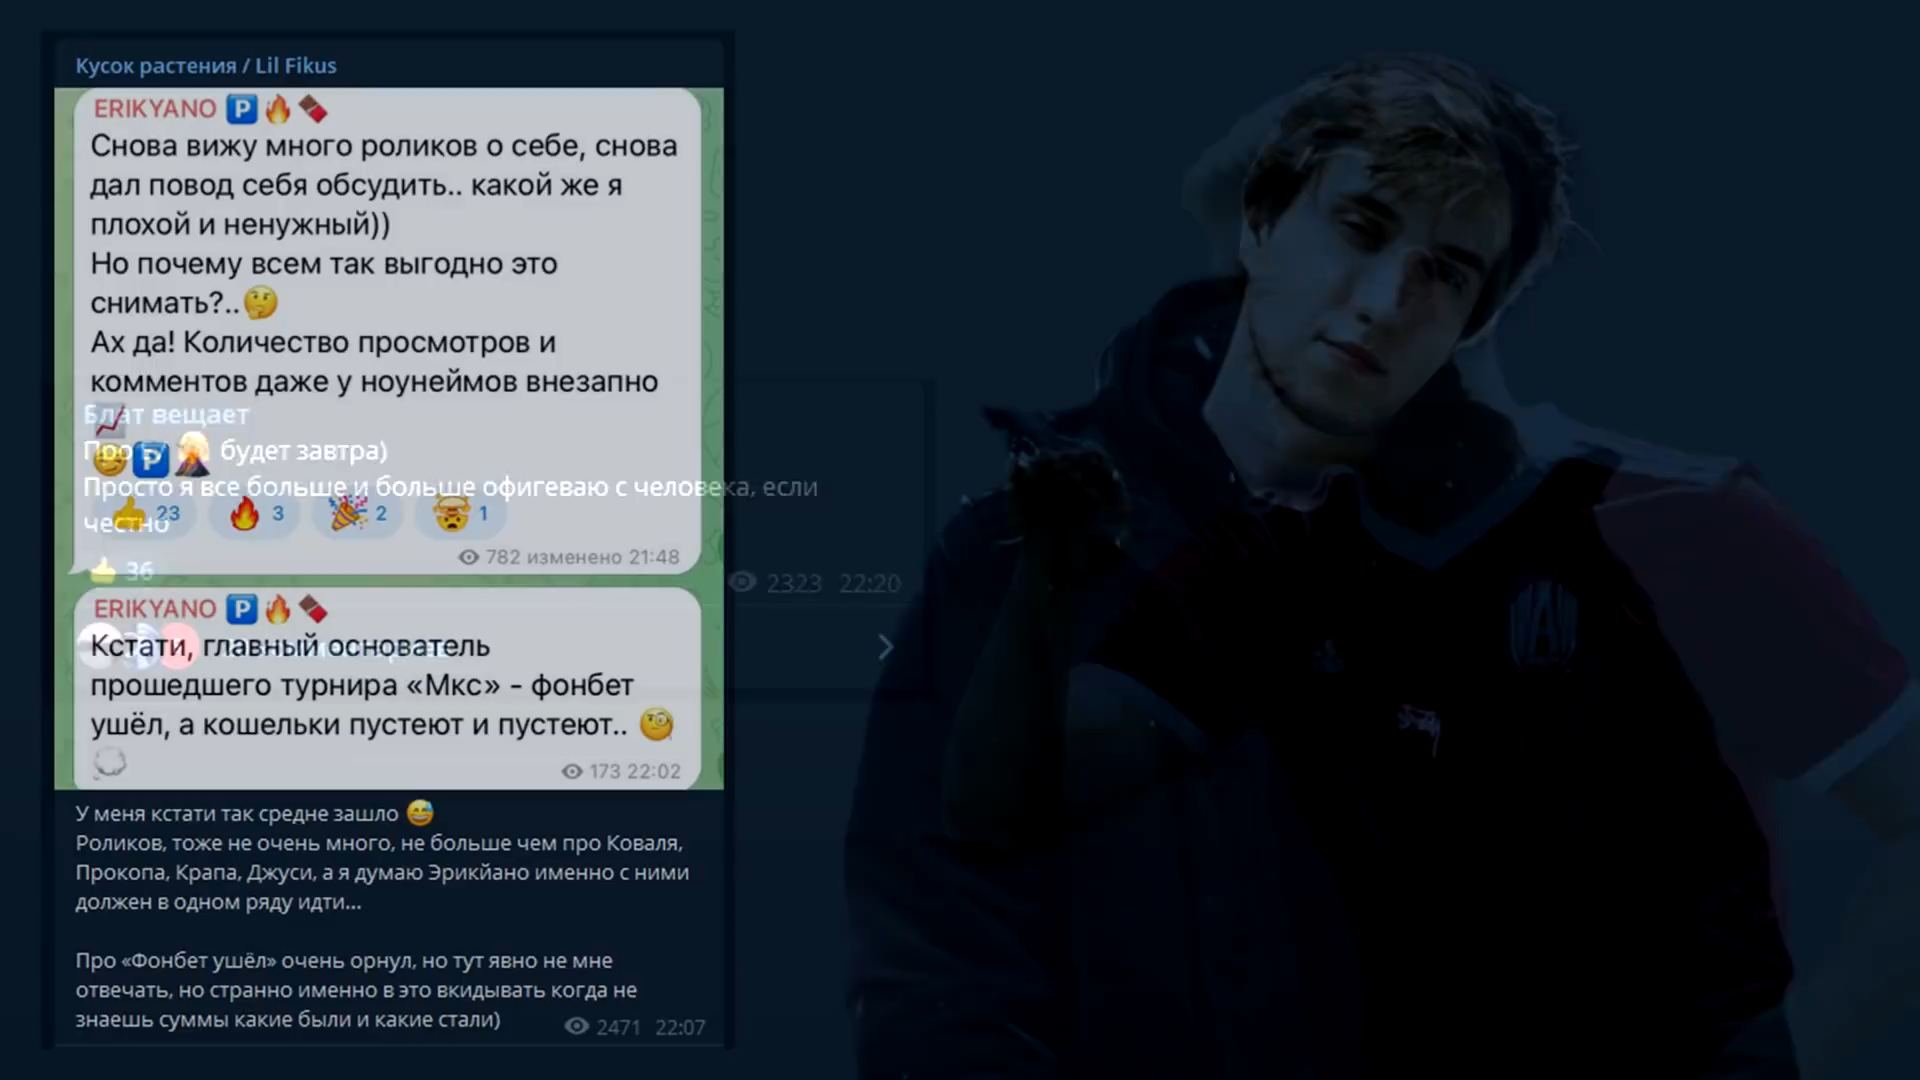 Кусок растения / Lil Fikus
ERIKYANO 🅿️🔥🍫
Снова вижу много роликов о себе, снова
дал повод себя обсудить.. какой же я
плохой и ненужный))
Но почему всем так выгодно это
снимать?..🤔
Ах да! Количество просмотров и
комментов даже у ноунеймов внезапно
Блат вещает
Про будет завтра)
Просто я все больше и больше офигеваю с человека, если
честно
23 3 2 1
782 изменено 21:48
36
2323 22:20
ERIKYANO 🅿️🔥🍫
Кстати, главный основатель
прошедшего турнира «Мкс» - фонбет
ушёл, а кошельки пустеют и пустеют.. 🧐
173 22:02
У меня кстати так средне зашло 😅
Роликов, тоже не очень много, не больше чем про Коваля,
Прокопа, Крапа, Джуси, а я думаю Эрикйано именно с ними
должен в одном ряду идти...
Про «Фонбет ушёл» очень орнул, но тут явно не мне
отвечать, но странно именно в это вкидывать когда не
знаешь суммы какие были и какие стали)
2471 22:07